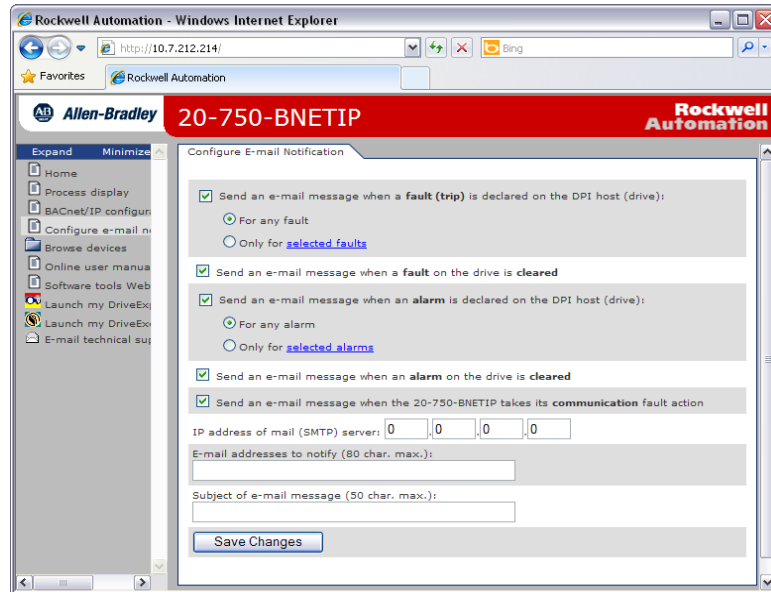 Rockwell Automation - Windows Internet Explorer
http://10.7.212.214/
Bing
Favorites
Rockwell Automation
AB Allen-Bradley
20-750-BNETIP
Rockwell
Automation
Expand Minimize
Home
Process display
BACnet/IP configur
Configure e-mail n
Browse devices
Online user manua
Software tools Web
Launch my DriveEx
Launch my DriveEx
E-mail technical su
Configure E-mail Notification
Send an e-mail message when a fault (trip) is declared on the DPI host (drive):
For any fault
Only for selected faults
Send an e-mail message when a fault on the drive is cleared
Send an e-mail message when an alarm is declared on the DPI host (drive):
For any alarm
Only for selected alarms
Send an e-mail message when an alarm on the drive is cleared
Send an e-mail message when the 20-750-BNETIP takes its communication fault action
IP address of mail (SMTP) server: 0 .0 .0 .0
E-mail addresses to notify (80 char. max.):
Subject of e-mail message (50 char. max.):
Save Changes